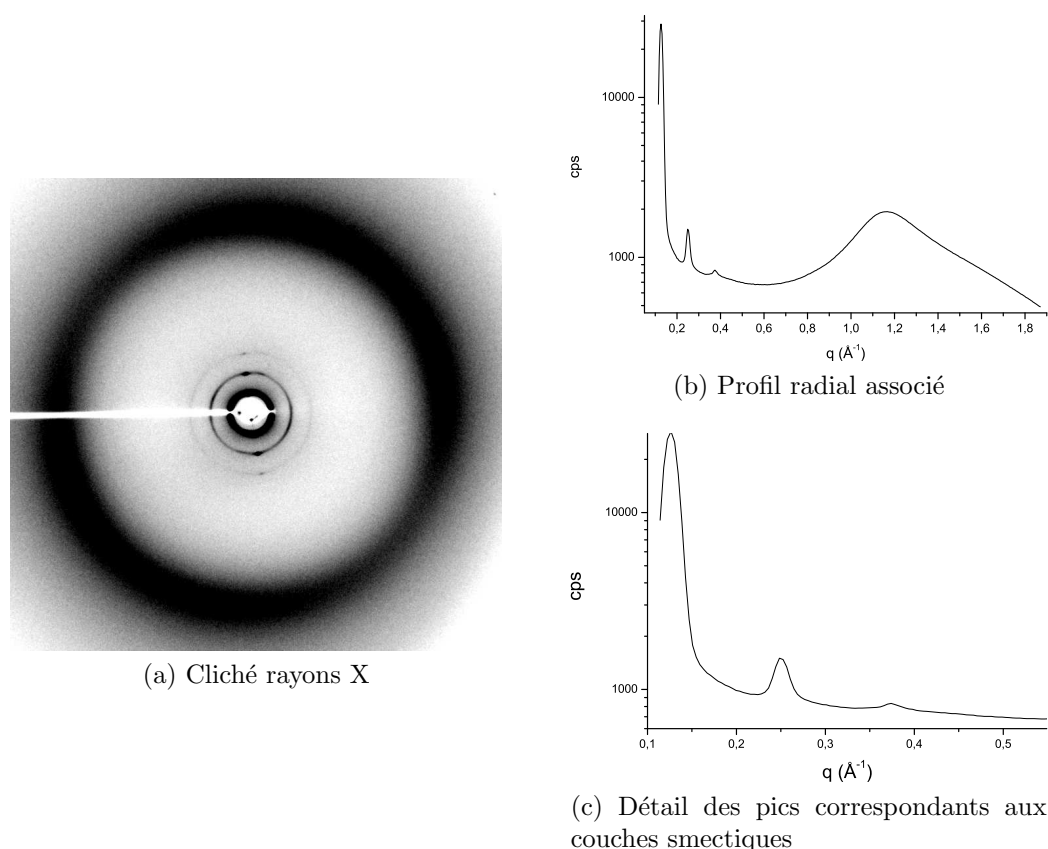 cps
10000
1000
0,2 0,4 0,6 0,8 1,0 1,2 1,4 1,6 1,8
q (Å⁻¹)
(b) Profil radial associé
(a) Cliché rayons X
cps
10000
1000
0,1 0,2 0,3 0,4 0,5
q (Å⁻¹)
(c) Détail des pics correspondants aux
couches smectiques